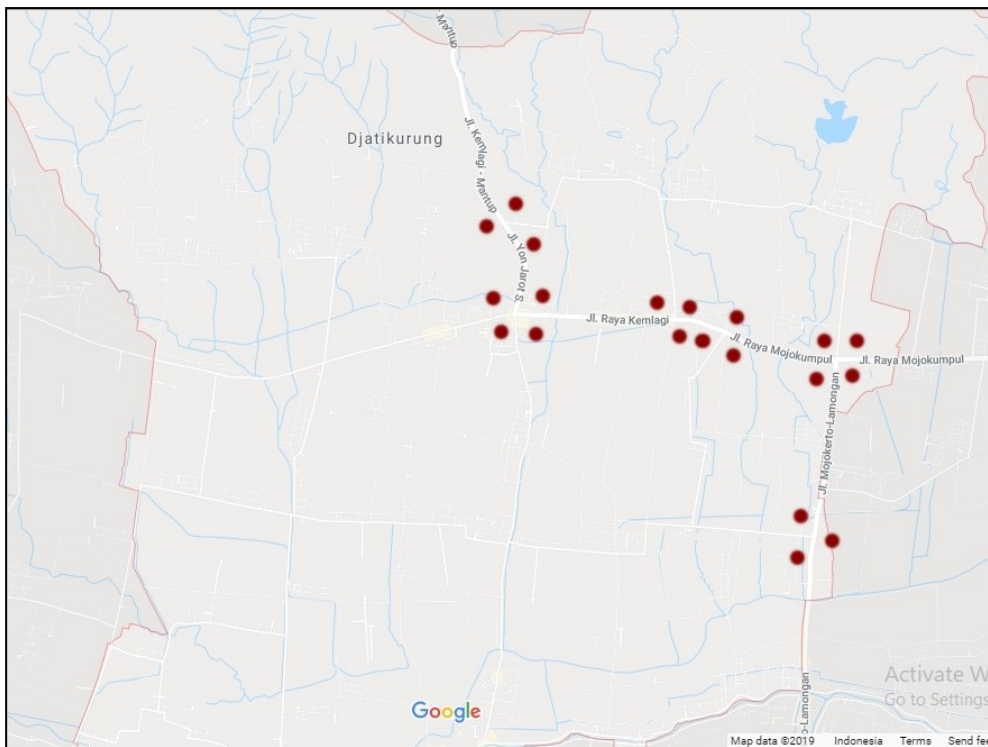 - Mantup
Djatikurung
Jl. Kemlagi - Mantup
Jl. Yon Jarot S.
Jl. Raya Kemlagi
Jl. Raya Mojokumpul
Jl. Raya Mojokumpul
Jl. Mojokerto-Lamongan
o-Lamongan
Activate W
Go to Settings
Google
Map data ©2019 Indonesia Terms Send fee